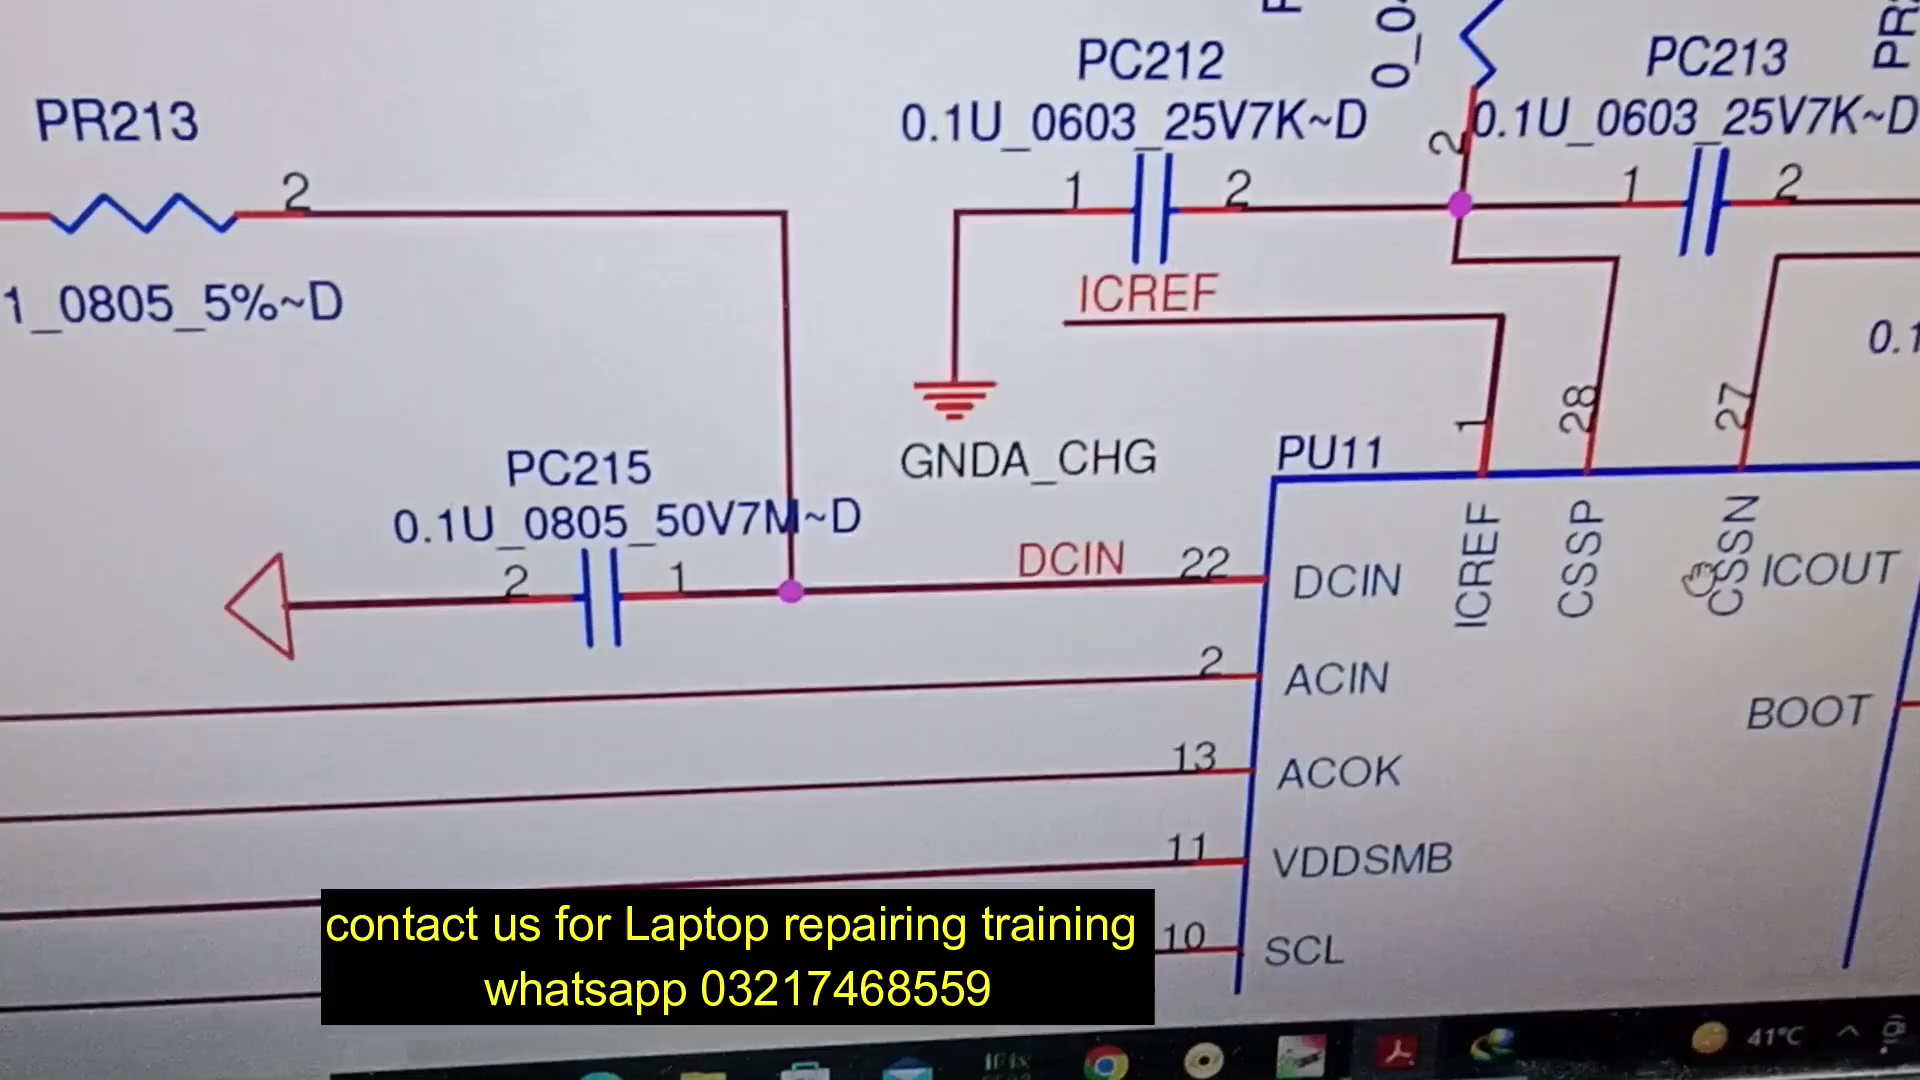 PC212
PC213
PR213
0.1U_0603_25V7K~D
0.1U_0603_25V7K~D
2
2
1
2
1
2
1_0805_5%~D
ICREF
GNDA_CHG
1
28
27
PU11
PC215
0.1U_0805_50V7M~D
2
1
DCIN
22
DCIN
ICREF
CSSP
CSSN
ICOUT
2
ACIN
BOOT
13
ACOK
11
VDDSMB
10
SCL
contact us for Laptop repairing training
whatsapp 03217468559
41°C